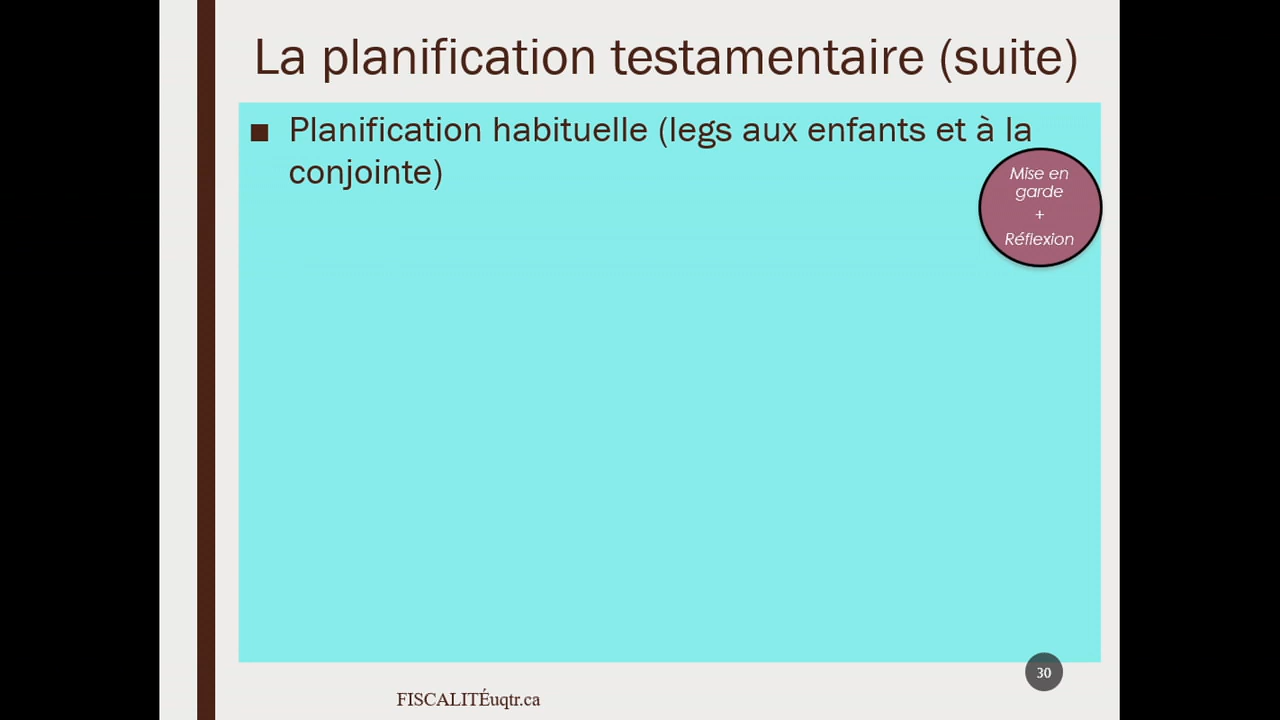 La planification testamentaire (suite)
■ Planification habituelle (legs aux enfants et à la
conjointe)
Mise en
garde
+
Réflexion
30
FISCALITÉuqtr.ca